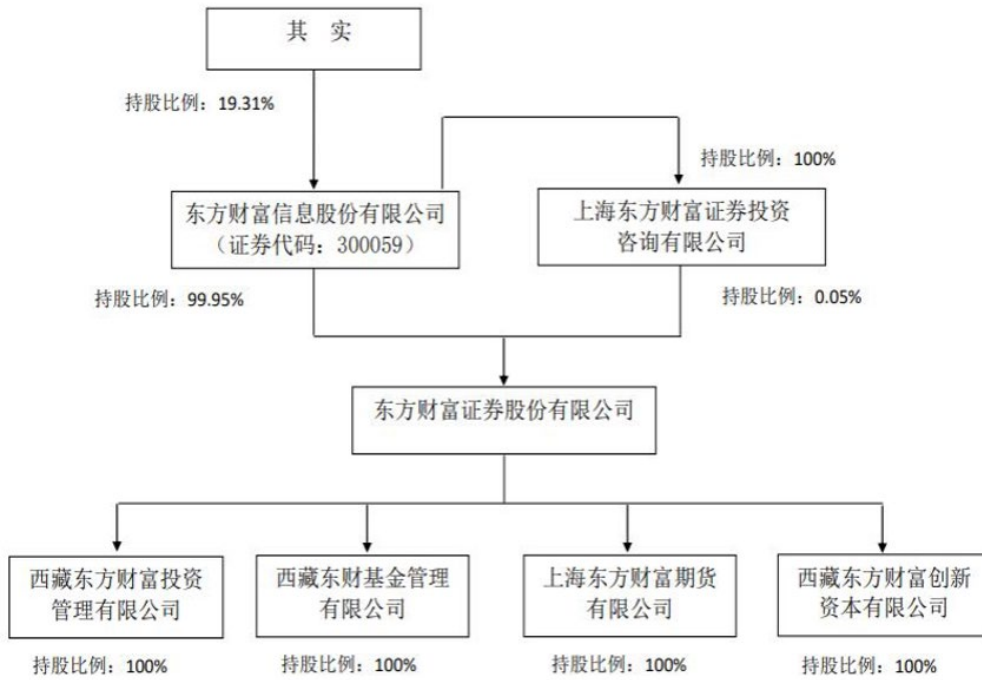 其 实
持股比例：19.31%
持股比例：100%
东方财富信息股份有限公司
（证券代码：300059）
上海东方财富证券投资
咨询有限公司
持股比例：99.95%
持股比例：0.05%
东方财富证券股份有限公司
西藏东方财富投资
管理有限公司
西藏东财基金管理
有限公司
上海东方财富期货
有限公司
西藏东方财富创新
资本有限公司
持股比例：100%
持股比例：100%
持股比例：100%
持股比例：100%